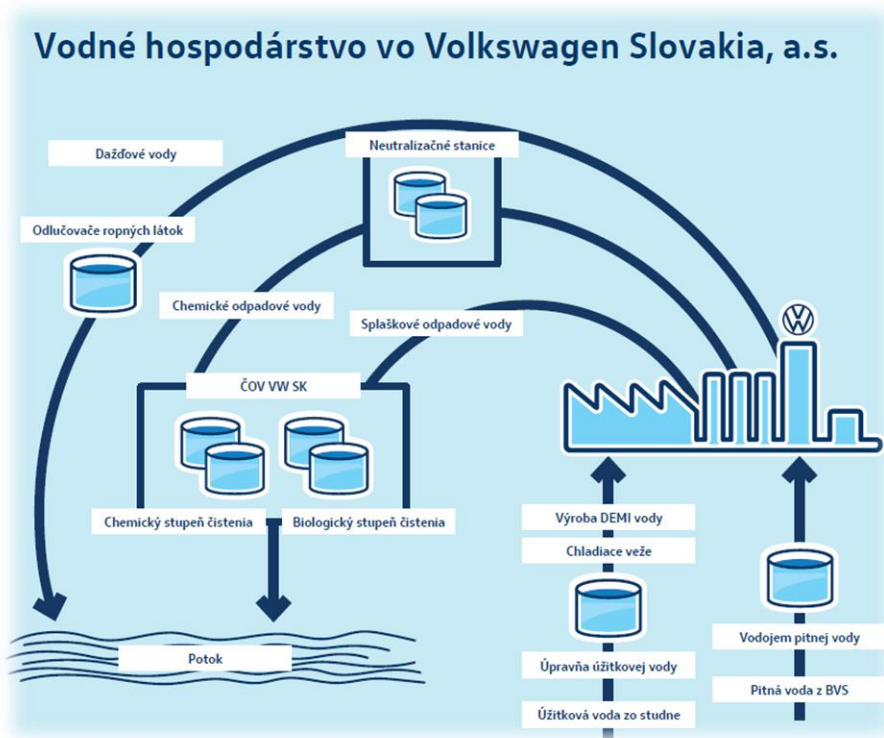 Vodné hospodárstvo vo Volkswagen Slovakia, a.s.
Dažďové vody
Neutralizačné stanice
Odlučovače ropných látok
Chemické odpadové vody
Splaškové odpadové vody
ČOV VW SK
Chemický stupeň čistenia
Biologický stupeň čistenia
Výroba DEMI vody
Chladiace veže
Vodojem pitnej vody
Potok
Úpravňa úžitkovej vody
Pitná voda z BVS
Úžitková voda zo studne